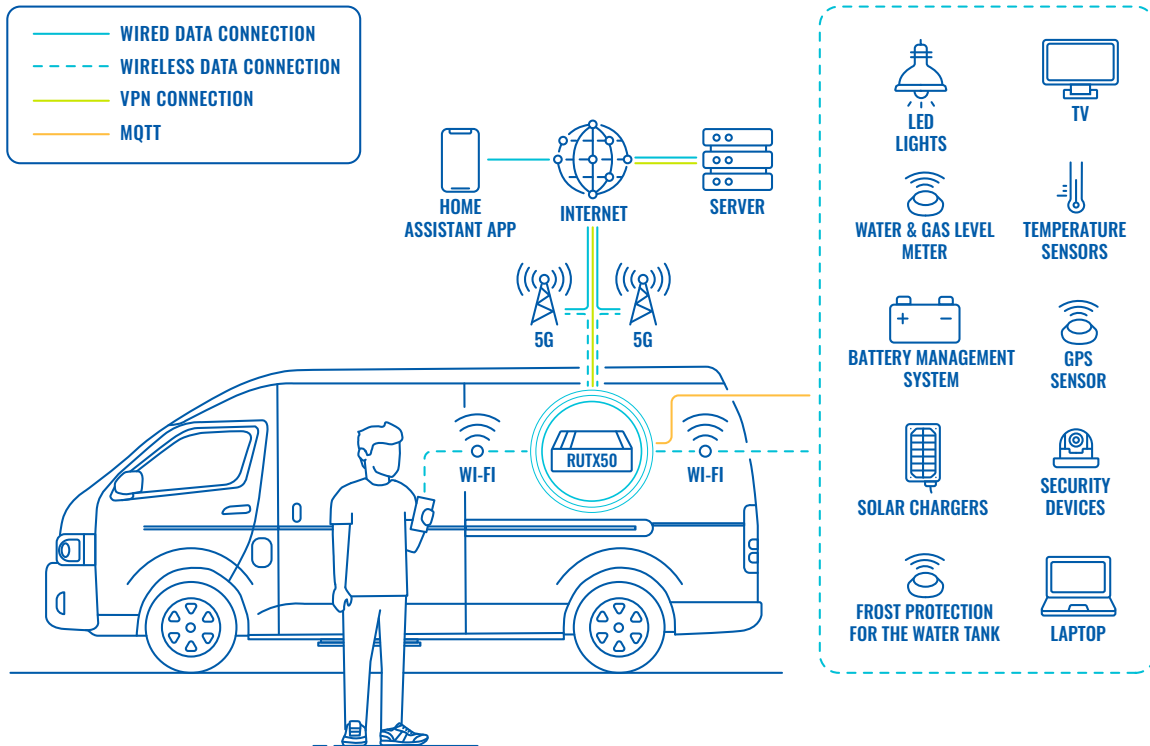 WIRED DATA CONNECTION
WIRELESS DATA CONNECTION
VPN CONNECTION
MQTT
HOME
ASSISTANT APP
INTERNET
SERVER
5G
5G
WI-FI
RUTX50
WI-FI
LED
LIGHTS
TV
WATER & GAS LEVEL
METER
TEMPERATURE
SENSORS
BATTERY MANAGEMENT
SYSTEM
GPS
SENSOR
SOLAR CHARGERS
SECURITY
DEVICES
FROST PROTECTION
FOR THE WATER TANK
LAPTOP